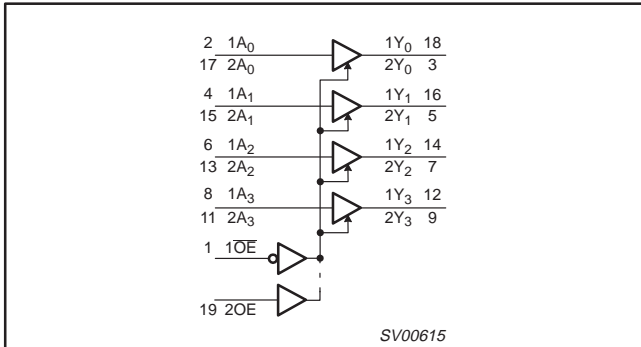 2 1A0 1Y0 18
17 2A0 2Y0 3
4 1A1 1Y1 16
15 2A1 2Y1 5
6 1A2 1Y2 14
13 2A2 2Y2 7
8 1A3 1Y3 12
11 2A3 2Y3 9
1 1O̅E̅
19 2OE
SV00615